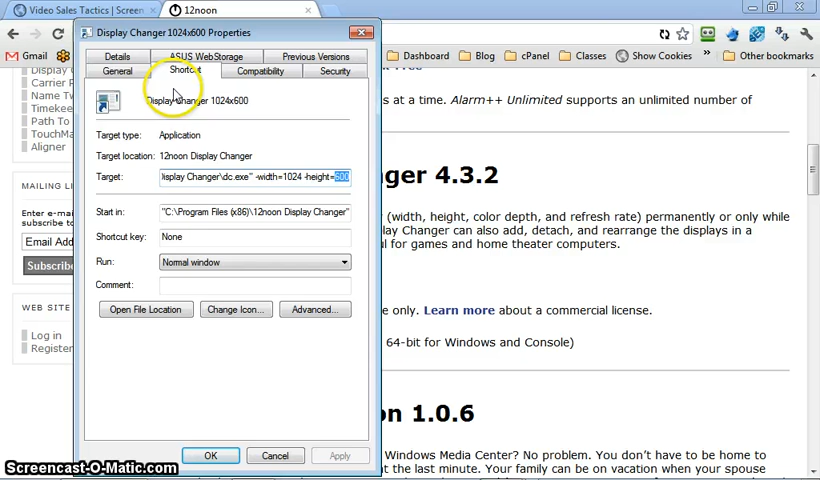 Video Sales Tactics | Screen
12noon
Display Changer 1024x600 Properties
Gmail
Dashboard
Blog
cPanel
Classes
Show Cookies
»
Details
ASUS WebStorage
Previous Versions
General
Shortcut
Compatibility
Security
Display Changer 1024x600
Target type: Application
Target location: 12noon Display Changer
Target: Display Changer\dc.exe" -width=1024 -height=600
Start in: "C:\Program Files (x86)\12noon Display Changer"
Shortcut key: None
Run: Normal window
Comment:
Open File Location
Change Icon...
Advanced...
OK
Cancel
Apply
Display
Carrier P
Name Tw
Timekee
Path To
TouchMa
Aligner
MAILING LI
Enter e-ma
subscribe to
Email Add
Subscribe
WEB SITE
Log in
Register
s at a time. Alarm++ Unlimited supports an unlimited number of
ger 4.3.2
(width, height, color depth, and refresh rate) permanently or only while
lay Changer can also add, detach, and rearrange the displays in a
ul for games and home theater computers.
e only. Learn more about a commercial license.
64-bit for Windows and Console)
on 1.0.6
Windows Media Center? No problem. You don't have to be home to
at the last minute. Your family can be on vacation when your spouse
Screencast-O-Matic.com